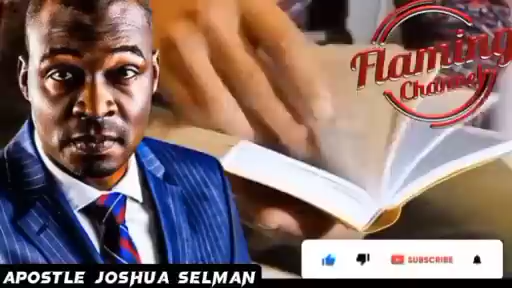 Flaming
Channel
SUBSCRIBE
APOSTLE JOSHUA SELMAN